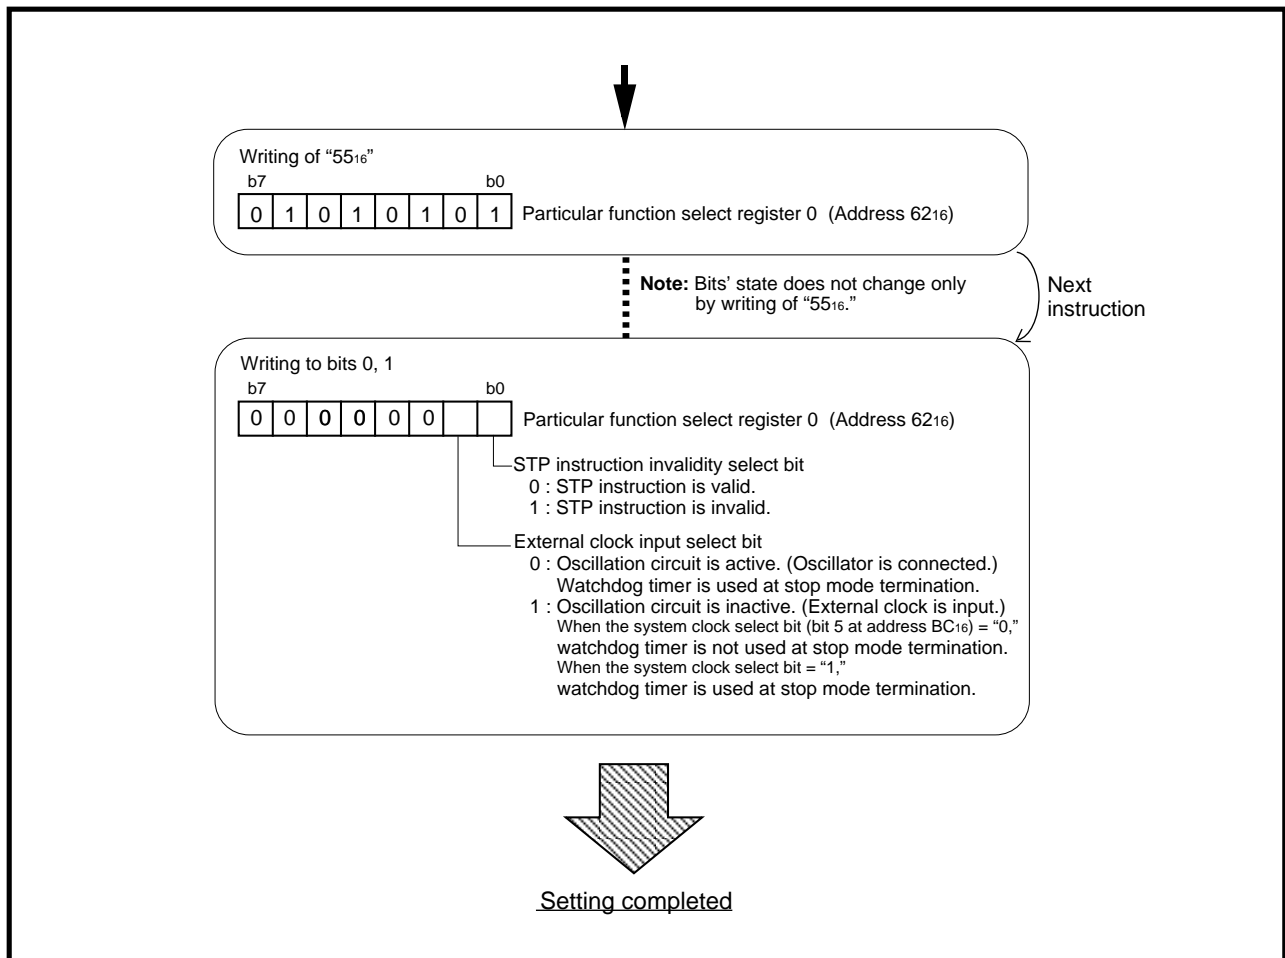 Writing of “55₁₆”
b7 b0
0 1 0 1 0 1 0 1 Particular function select register 0 (Address 62₁₆)
Note: Bits’ state does not change only
by writing of “55₁₆.”
Next
instruction
Writing to bits 0, 1
b7 b0
0 0 0 0 0 0 Particular function select register 0 (Address 62₁₆)
STP instruction invalidity select bit
0 : STP instruction is valid.
1 : STP instruction is invalid.
External clock input select bit
0 : Oscillation circuit is active. (Oscillator is connected.)
Watchdog timer is used at stop mode termination.
1 : Oscillation circuit is inactive. (External clock is input.)
When the system clock select bit (bit 5 at address BC₁₆) = “0,”
watchdog timer is not used at stop mode termination.
When the system clock select bit = “1,”
watchdog timer is used at stop mode termination.
Setting completed